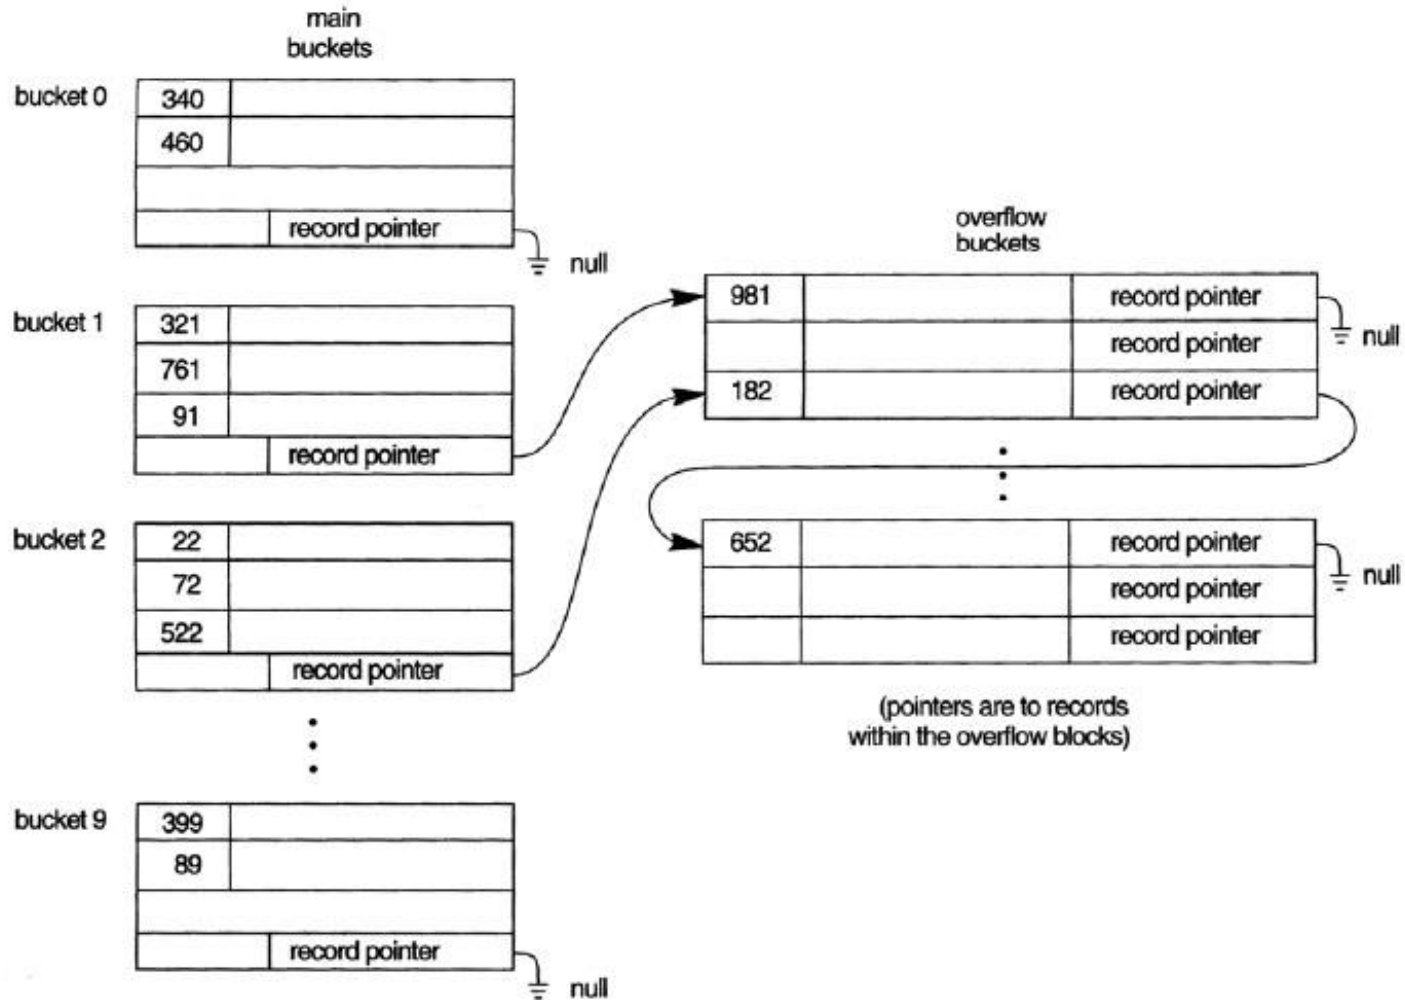 main
buckets
bucket 0
340
460
record pointer
null
bucket 1
321
761
91
record pointer
bucket 2
22
72
522
record pointer
bucket 9
399
89
record pointer
null
overflow
buckets
981 record pointer
null
record pointer
182 record pointer
652 record pointer
null
record pointer
record pointer
(pointers are to records
within the overflow blocks)